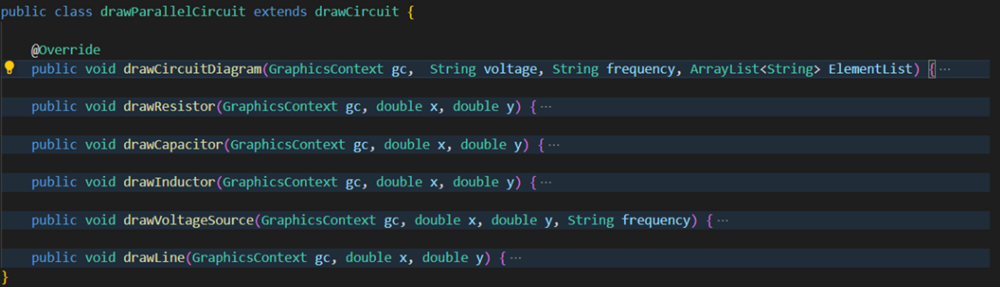 public class drawParallelCircuit extends drawCircuit {
@Override
public void drawCircuitDiagram(GraphicsContext gc,  String voltage, String frequency, ArrayList<String> ElementList) { ···
public void drawResistor(GraphicsContext gc, double x, double y) { ···
public void drawCapacitor(GraphicsContext gc, double x, double y) { ···
public void drawInductor(GraphicsContext gc, double x, double y) { ···
public void drawVoltageSource(GraphicsContext gc, double x, double y, String frequency) { ···
public void drawLine(GraphicsContext gc, double x, double y) { ···
}